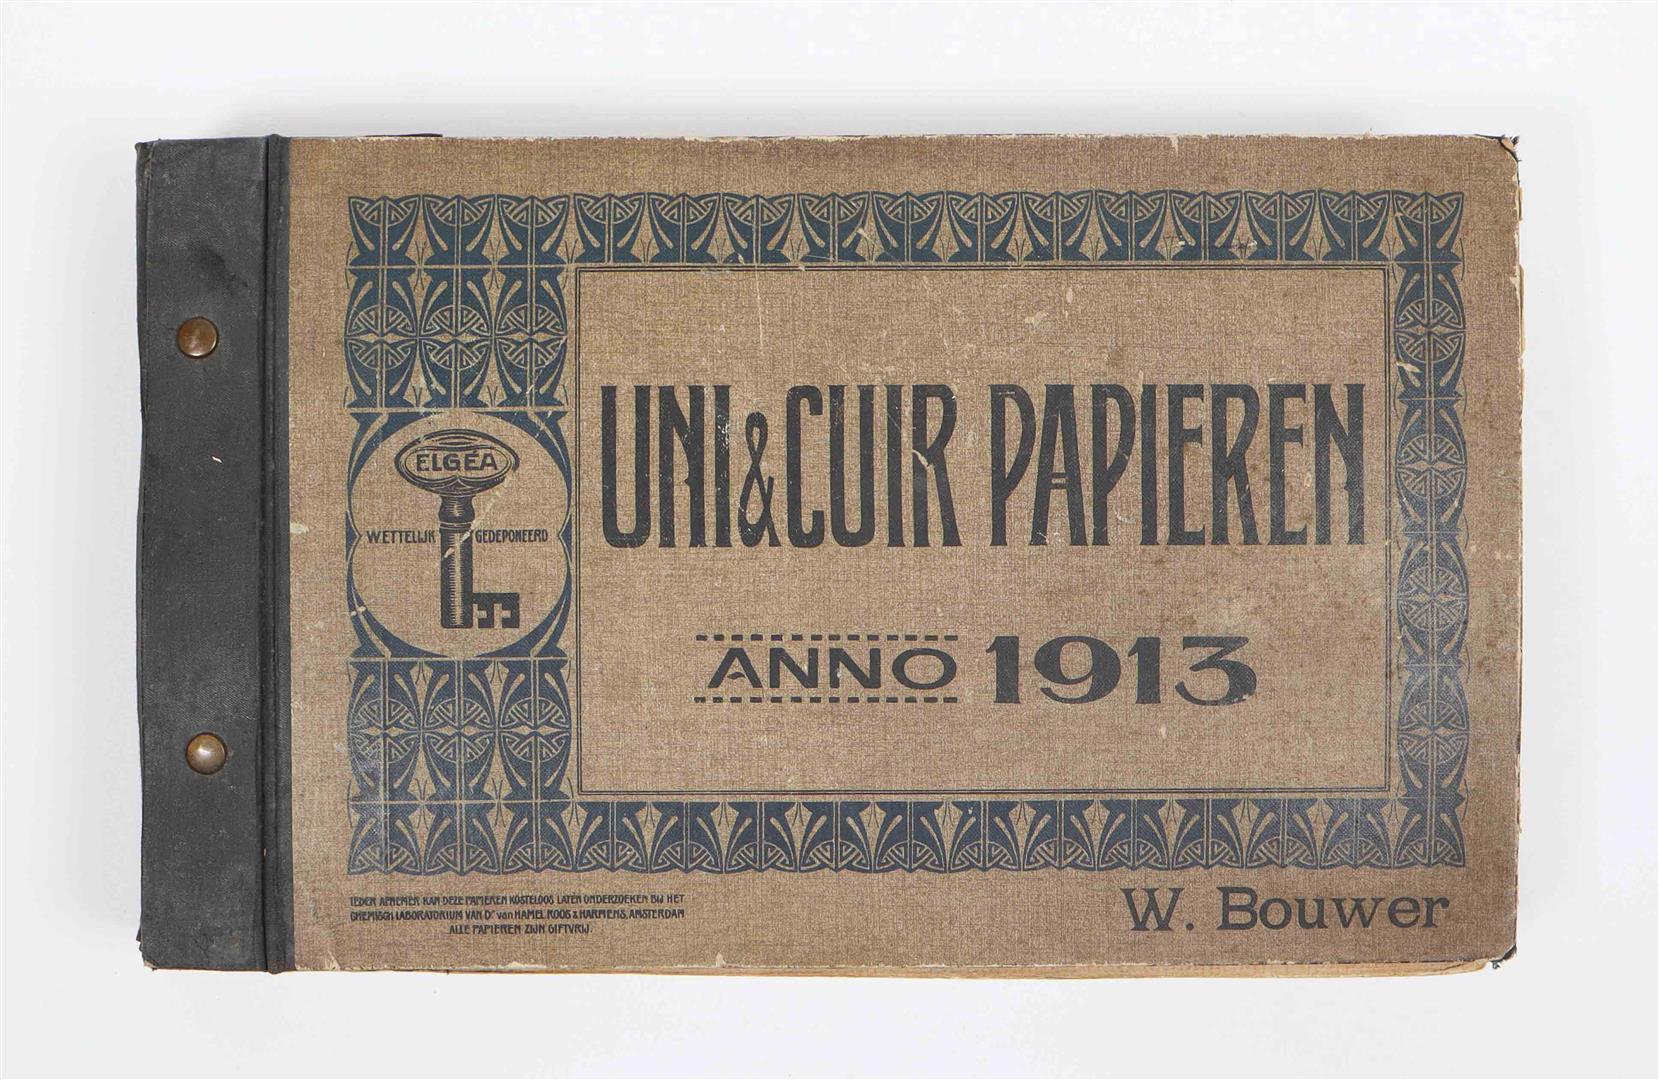 UNI & CUIR PAPIEREN
ANNO 1913
ELGÉA
WETTELIJK GEDEPONEERD
IEDER AFNEMER KAN DEZE PAPIEREN KOSTELOOS LATEN ONDERZOEKEN BIJ HET
CHEMISCH LABORATORIUM VAN Dr van HAMEL ROOS & HARMENS, AMSTERDAM
ALLE PAPIEREN ZIJN GIFTVRIJ.
W. Bouwer